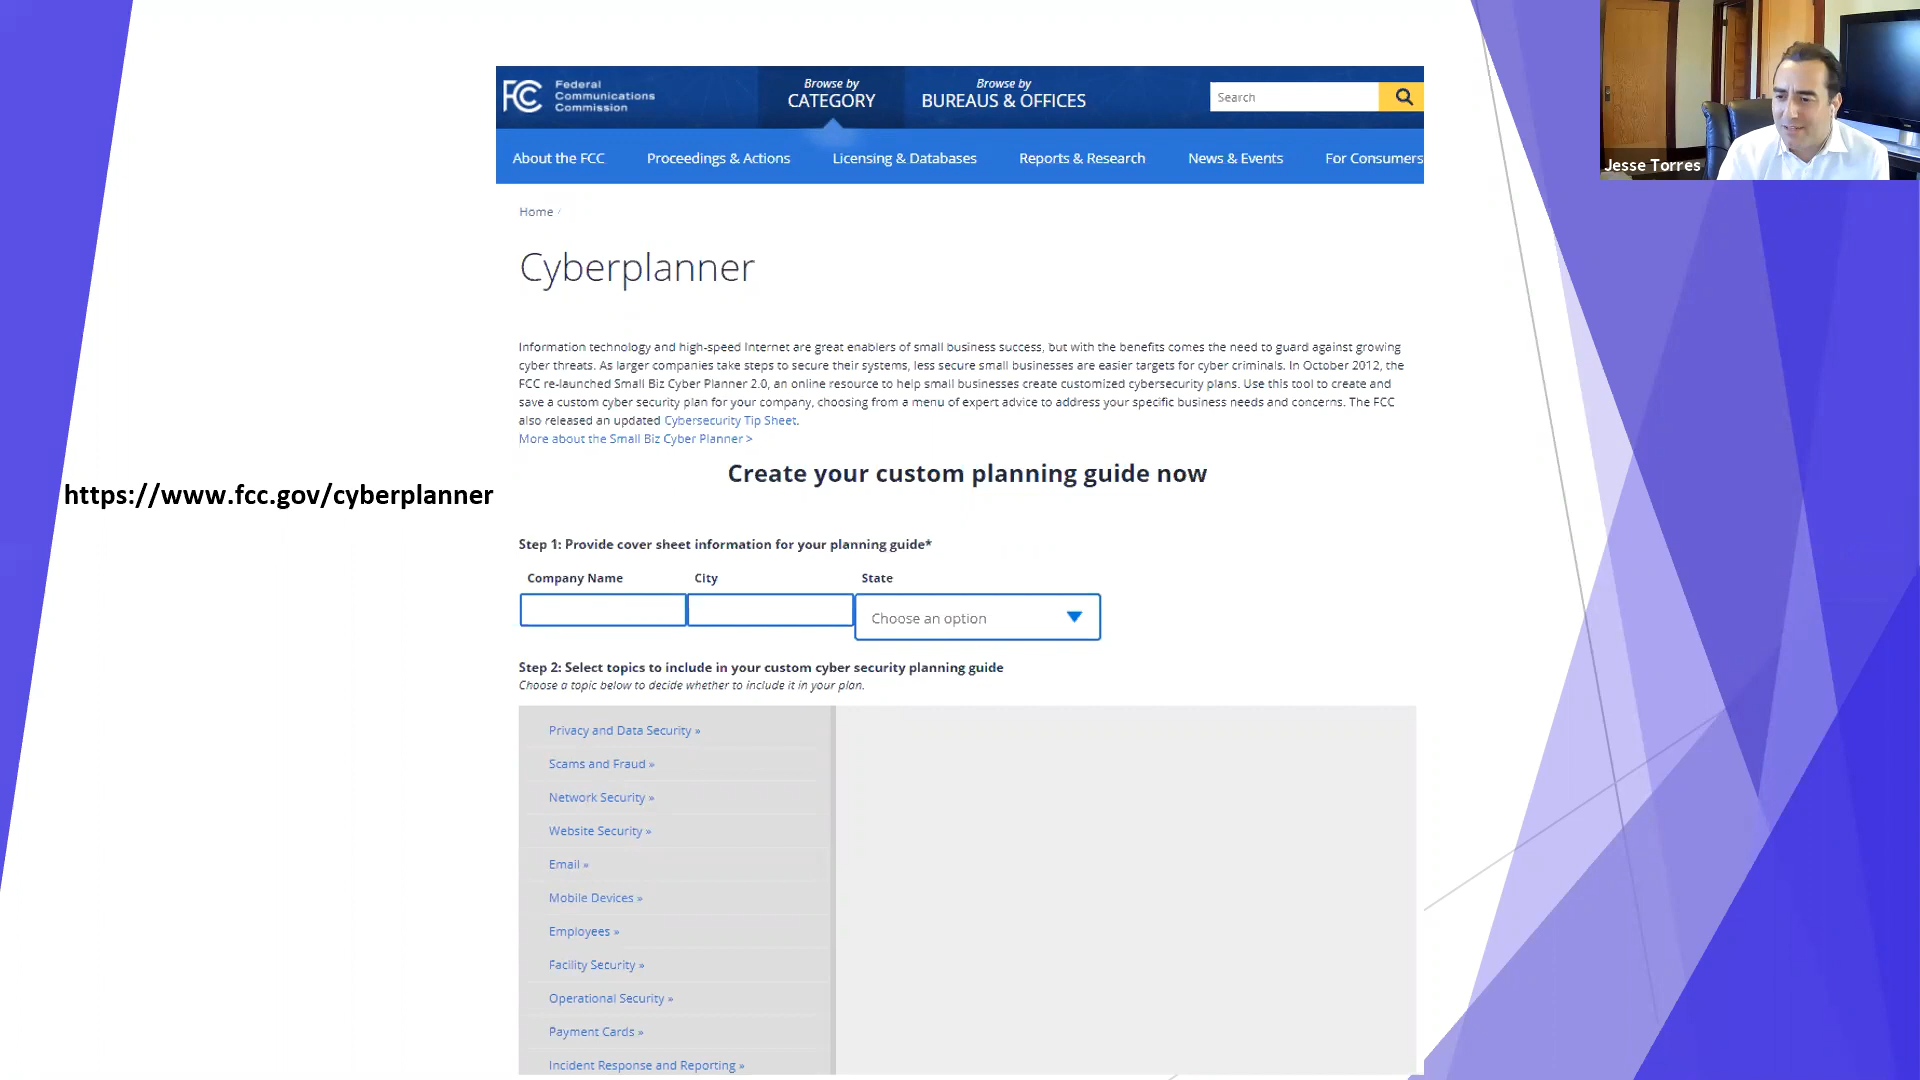 Federal
Communications
Commission
Browse by
CATEGORY
Browse by
BUREAUS & OFFICES
Search
About the FCC
Proceedings & Actions
Licensing & Databases
Reports & Research
News & Events
For Consumers
Jesse Torres
Home /
Cyberplanner
Information technology and high-speed Internet are great enablers of small business success, but with the benefits comes the need to guard against growing
cyber threats. As larger companies take steps to secure their systems, less secure small businesses are easier targets for cyber criminals. In October 2012, the
FCC re-launched Small Biz Cyber Planner 2.0, an online resource to help small businesses create customized cybersecurity plans. Use this tool to create and
save a custom cyber security plan for your company, choosing from a menu of expert advice to address your specific business needs and concerns. The FCC
also released an updated Cybersecurity Tip Sheet.
More about the Small Biz Cyber Planner >
Create your custom planning guide now
https://www.fcc.gov/cyberplanner
Step 1: Provide cover sheet information for your planning guide*
Company Name
City
State
Choose an option
Step 2: Select topics to include in your custom cyber security planning guide
Choose a topic below to decide whether to include it in your plan.
Privacy and Data Security »
Scams and Fraud »
Network Security »
Website Security »
Email »
Mobile Devices »
Employees »
Facility Security »
Operational Security »
Payment Cards »
Incident Response and Reporting »